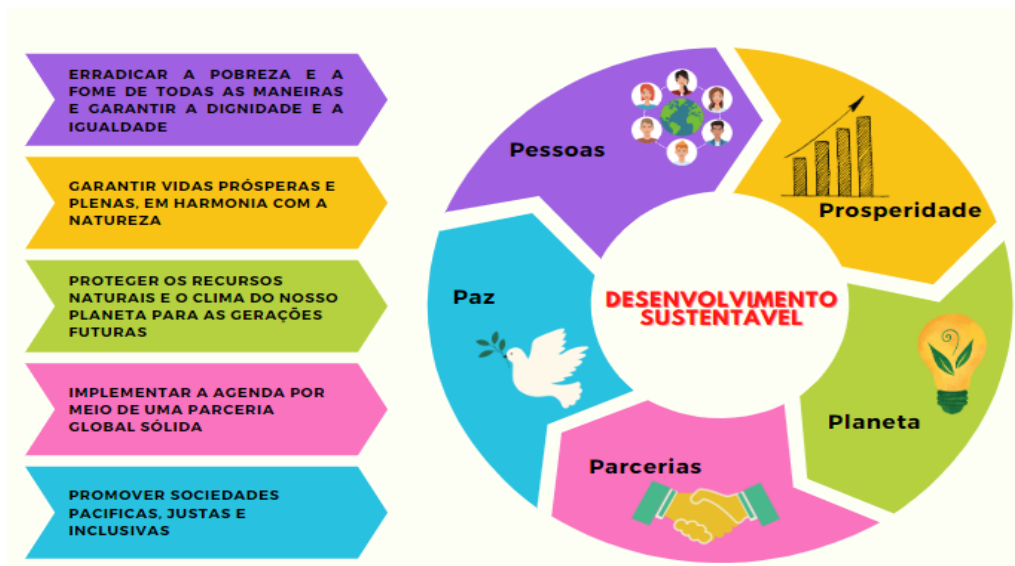 ERRADICAR A POBREZA E A
FOME DE TODAS AS MANEIRAS
E GARANTIR A DIGNIDADE E A
IGUALDADE
GARANTIR VIDAS PRÓSPERAS E
PLENAS, EM HARMONIA COM A
NATUREZA
PROTEGER OS RECURSOS
NATURAIS E O CLIMA DO NOSSO
PLANETA PARA AS GERAÇÕES
FUTURAS
IMPLEMENTAR A AGENDA POR
MEIO DE UMA PARCERIA
GLOBAL SÓLIDA
PROMOVER SOCIEDADES
PACIFICAS, JUSTAS E
INCLUSIVAS
Pessoas
Prosperidade
Paz
DESENVOLVIMENTO
SUSTENTÁVEL
Planeta
Parcerias